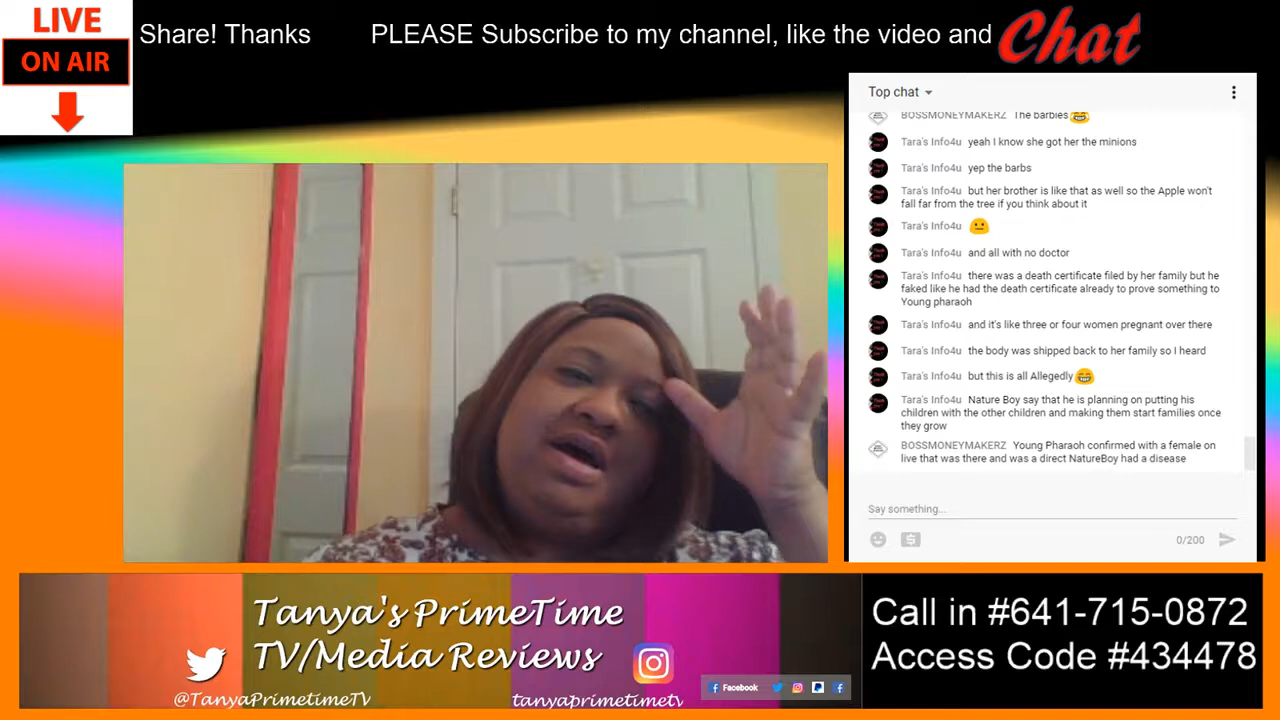 LIVE
ON AIR
Share! Thanks
PLEASE Subscribe to my channel, like the video and
Chat
Top chat
BOSSMONEYMAKERZ The barbies
Tara's Info4u yeah I know she got her the minions
Tara's Info4u yep the barbs
Tara's Info4u but her brother is like that as well so the Apple won't
fall far from the tree if you think about it
Tara's Info4u
Tara's Info4u and all with no doctor
Tara's Info4u there was a death certificate filed by her family but he
faked like he had the death certificate already to prove something to
Young pharaoh
Tara's Info4u and it's like three or four women pregnant over there
Tara's Info4u the body was shipped back to her family so I heard
Tara's Info4u but this is all Allegedly
Tara's Info4u Nature Boy say that he is planning on putting his
children with the other children and making them start families once
they grow
BOSSMONEYMAKERZ Young Pharaoh confirmed with a female on
live that was there and was a direct NatureBoy had a disease
Say something...
0/200
Tanya's PrimeTime
TV/Media Reviews
@TanyaPrimetimeTV
tanyaprimetimetv
Facebook
Call in #641-715-0872
Access Code #434478